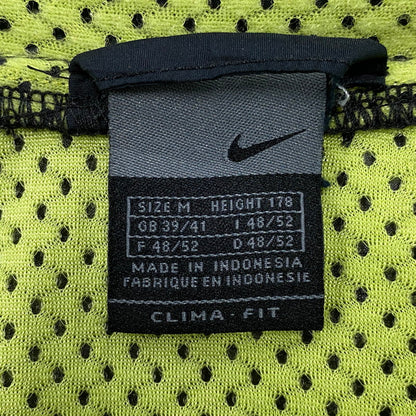 SIZE M HEIGHT 178
GB 39/41 I 48/52
F 48/52 D 48/52
MADE IN INDONESIA
FABRIQUE EN INDONESIE
CLIMA-FIT